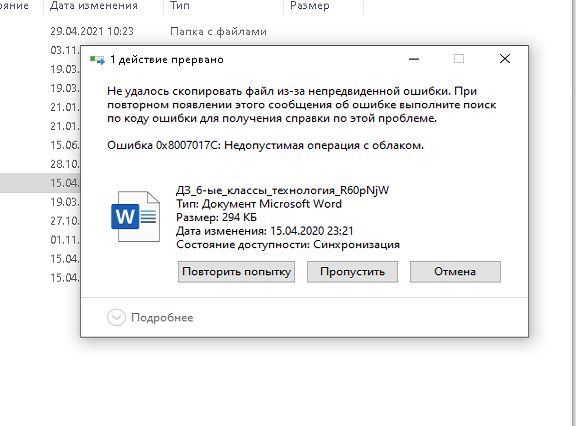 ояние Дата изменения Тип Размер
29.04.2021 10:23 Папка с файлами
03.11.
19.03.
19.03.
21.01.
21.01.
15.06.
28.10.
15.04.
19.03.
27.10.
01.11.
15.04.
15.04.
1 действие прервано
Не удалось скопировать файл из-за непредвиденной ошибки. При
повторном появлении этого сообщения об ошибке выполните поиск
по коду ошибки для получения справки по этой проблеме.
Ошибка 0x8007017C: Недопустимая операция с облаком.
W
ДЗ_6-ые_классы_технология_R60pNjW
Тип: Документ Microsoft Word
Размер: 294 КБ
Дата изменения: 15.04.2020 23:21
Состояние доступности: Синхронизация
Повторить попытку Пропустить Отмена
Подробнее